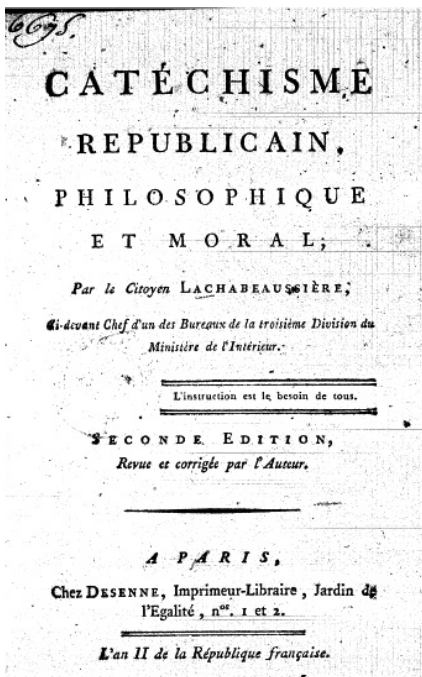 6695.
CATÉCHISME
REPUBLICAIN,
PHILOSOPHIQUE
ET MORAL;
Par le Citoyen LACHABEAUSSIÈRE,
Ci-devant Chef d'un des Bureaux de la troisième Division du
Ministère de l'Intérieur.
L'instruction est le besoin de tous.
SECONDE EDITION,
Revue et corrigée par l'Auteur.
A PARIS,
Chez DESENNE, Imprimeur-Libraire, Jardin de
l'Egalité, nos. 1 et 2.
L'an II de la République française.